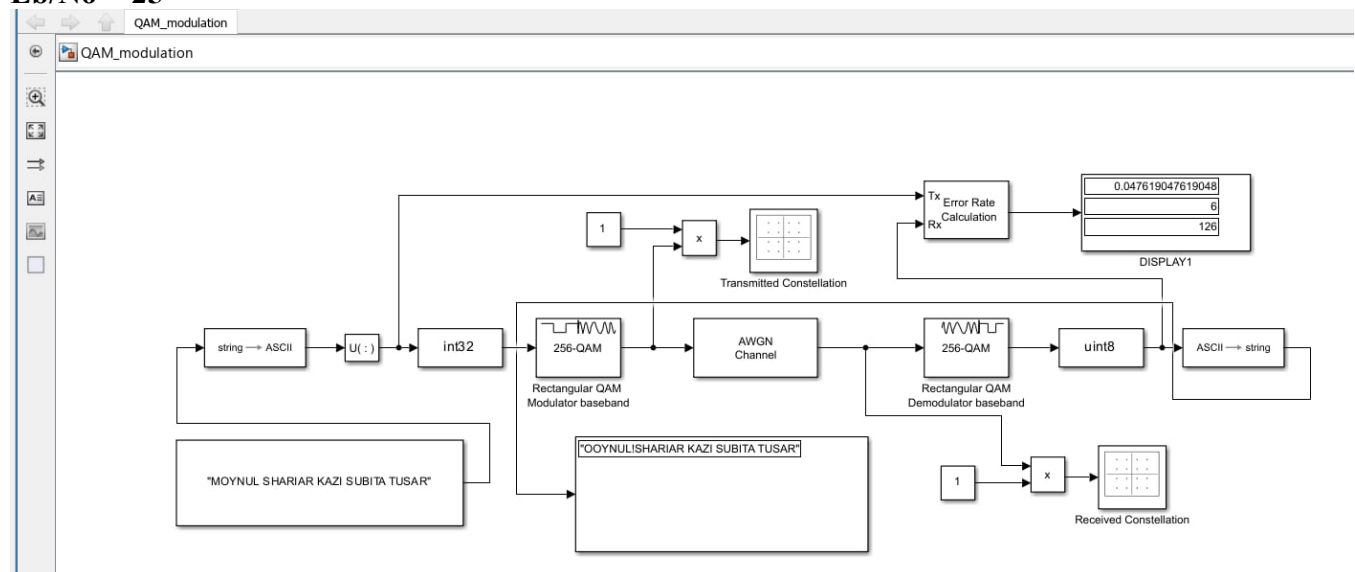 Eb/No = 25
QAM_modulation
QAM_modulation
0.047619047619048
6
126
DISPLAY1
Tx
Rx
Error Rate
Calculation
1
x
Transmitted Constellation
string → ASCII
U( : )
int32
256-QAM
Rectangular QAM
Modulator baseband
AWGN
Channel
256-QAM
Rectangular QAM
Demodulator baseband
uint8
ASCII → string
"MOYNUL SHARIAR KAZI SUBITA TUSAR"
"OOYNUL!SHARIAR KAZI SUBITA TUSAR"
1
x
Received Constellation